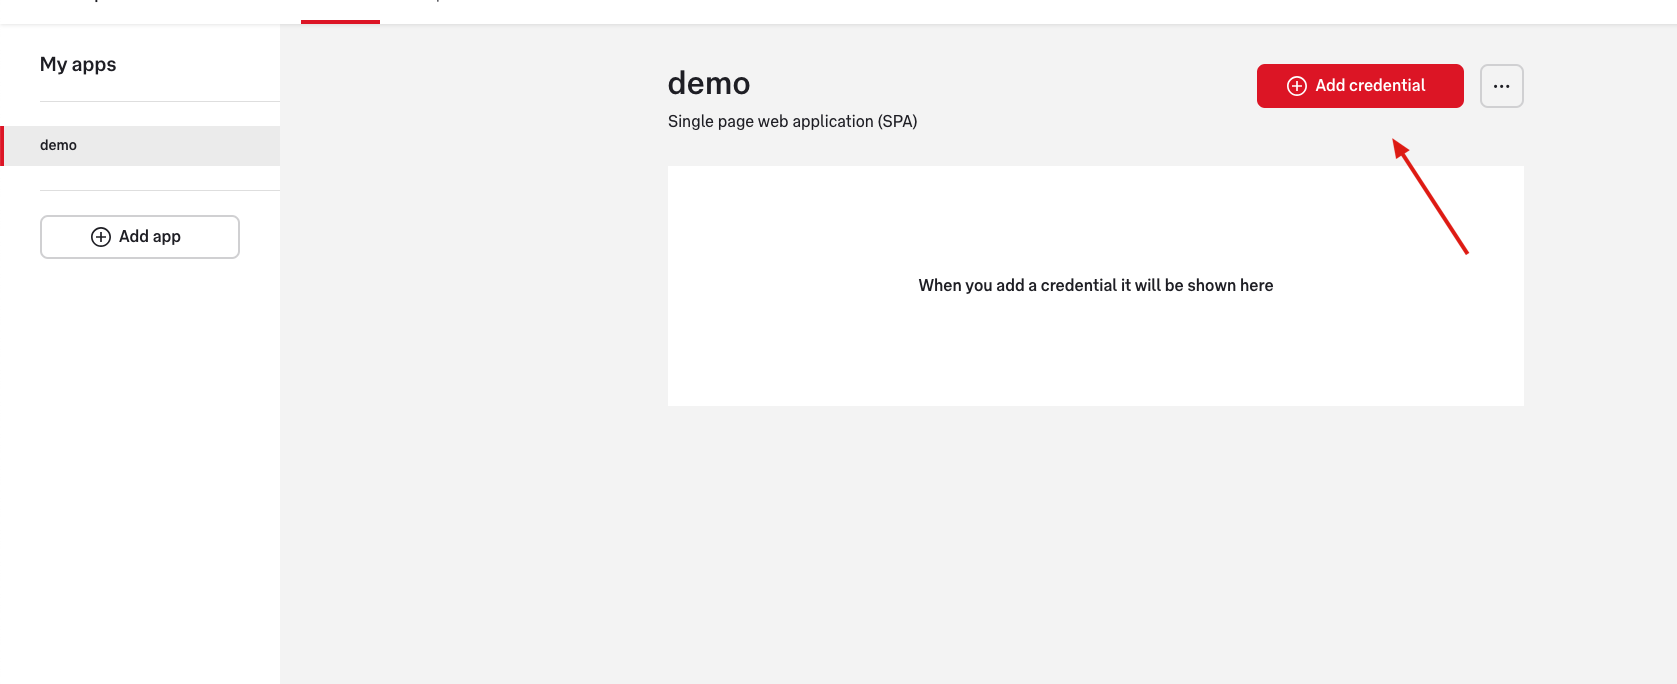 My apps
demo
Add app
demo
Single page web application (SPA)
Add credential
When you add a credential it will be shown here